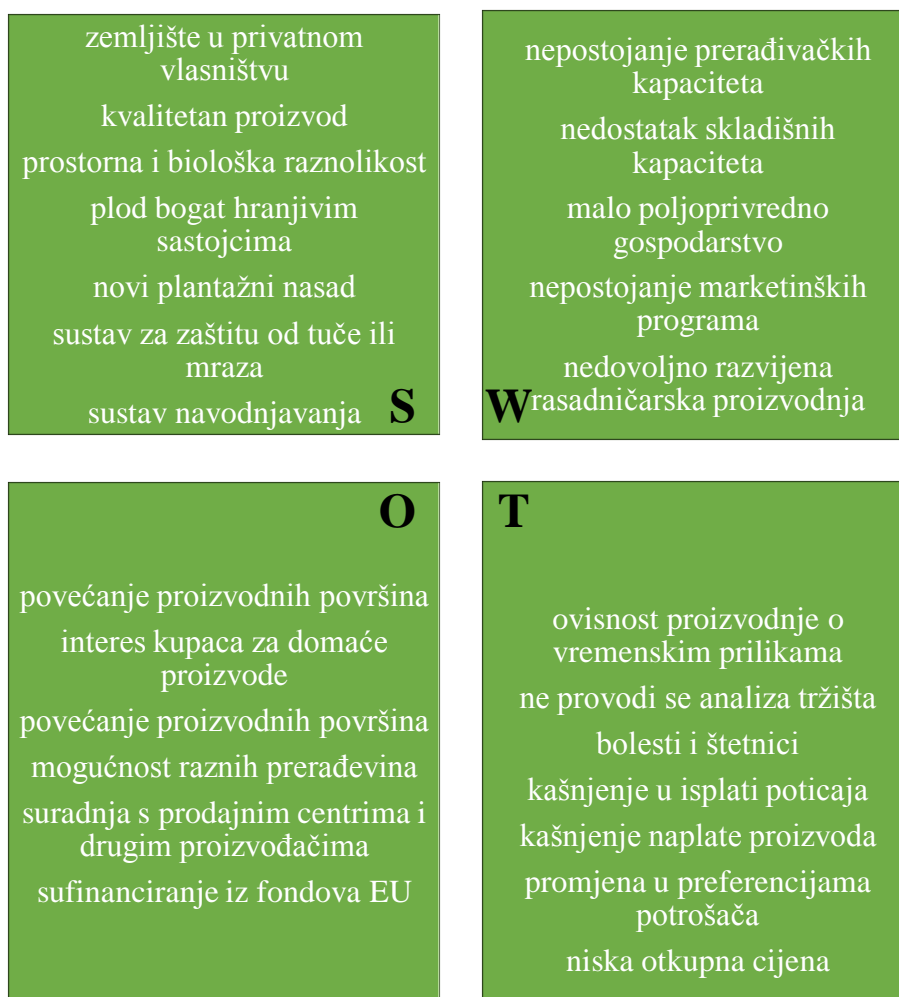 zemljište u privatnom
vlasništvu
kvalitetan proizvod
prostorna i biološka raznolikost
plod bogat hranjivim
sastojcima
novi plantažni nasad
sustav za zaštitu od tuče ili
mraza
sustav navodnjavanja
S
nepostojanje prerađivačkih
kapaciteta
nedostatak skladišnih
kapaciteta
malo poljoprivredno
gospodarstvo
nepostojanje marketinških
programa
nedovoljno razvijena
rasadničarska proizvodnja
W
O
povećanje proizvodnih površina
interes kupaca za domaće
proizvode
povećanje proizvodnih površina
mogućnost raznih prerađevina
suradnja s prodajnim centrima i
drugim proizvođačima
sufinanciranje iz fondova EU
T
ovisnost proizvodnje o
vremenskim prilikama
ne provodi se analiza tržišta
bolesti i štetnici
kašnjenje u isplati poticaja
kašnjenje naplate proizvoda
promjena u preferencijama
potrošača
niska otkupna cijena